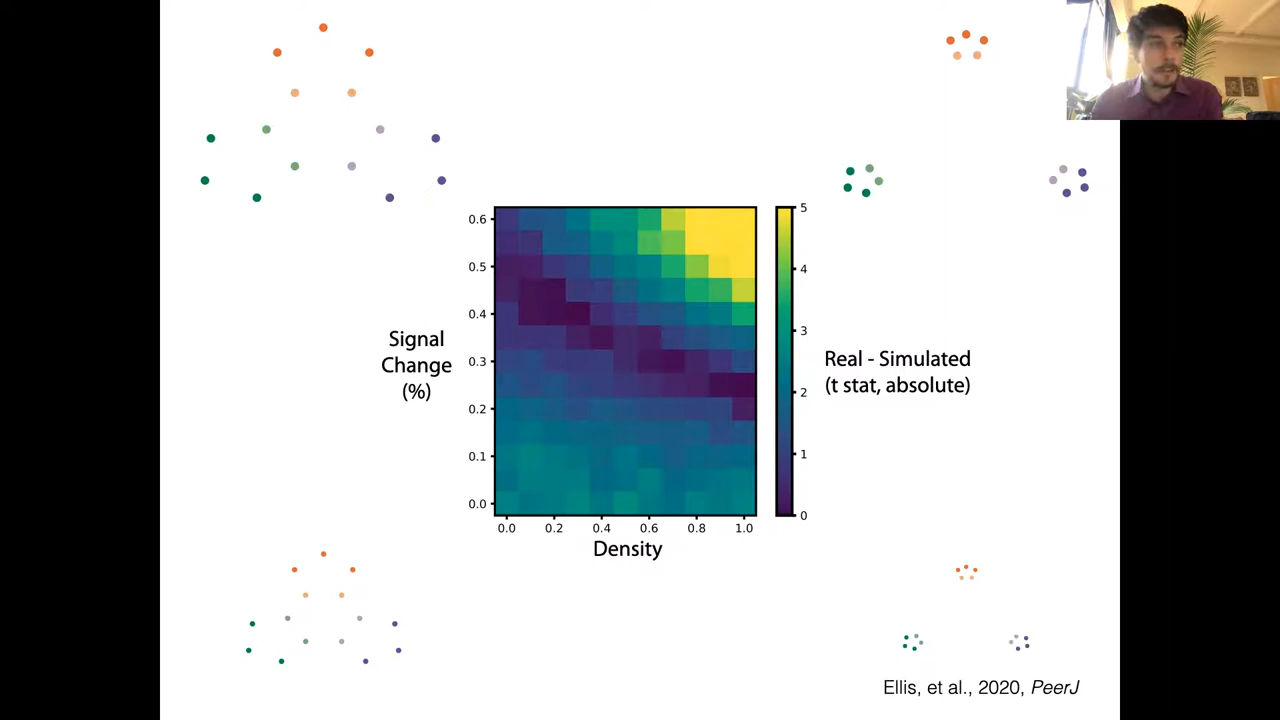 0.6
0.5
0.4
0.3
0.2
0.1
0.0
Signal
Change
(%)
0.0 0.2 0.4 0.6 0.8 1.0
Density
5
4
3
2
1
0
Real - Simulated
(t stat, absolute)
Ellis, et al., 2020, PeerJ